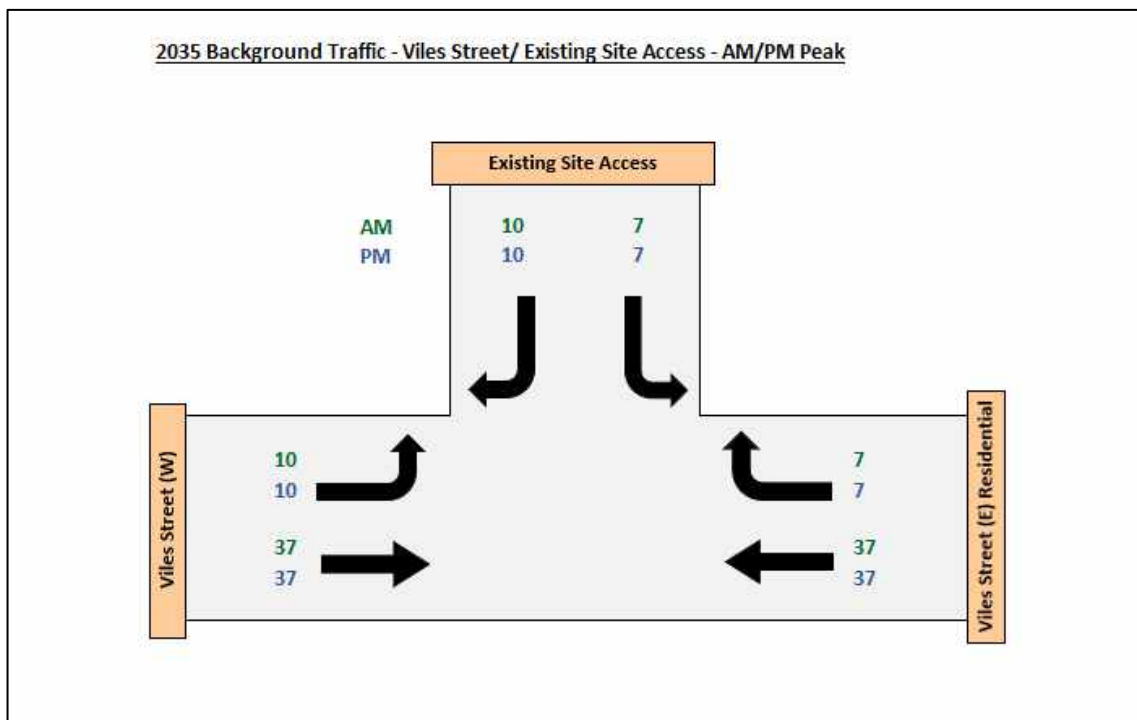 2035 Background Traffic - Viles Street/ Existing Site Access - AM/PM Peak
Existing Site Access
AM 10 7
PM 10 7
Viles Street (W)
10
10
37
37
7
7
37
37
Viles Street (E) Residential